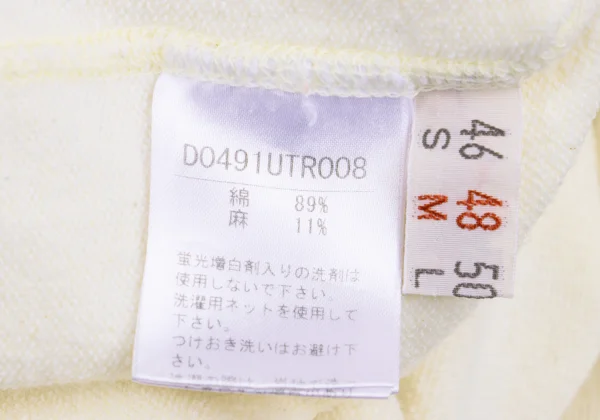 D0491UTR008
綿 89%
麻 11%
蛍光増白剤入りの洗剤は
使用しないで下さい。
洗濯用ネットを使用して
下さい。
つけおき洗いはお避け下
さい。
46 48 50
S M L